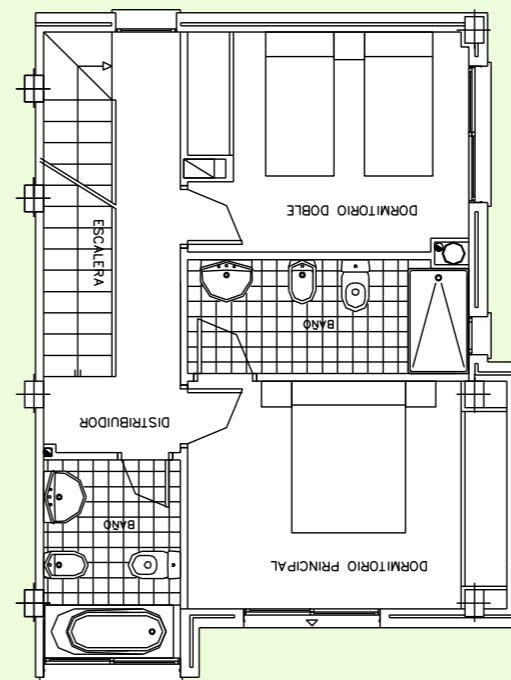 DORMITORIO DOBLE
ESCALERA
BAÑO
DISTRIBUIDOR
BAÑO
DORMITORIO PRINCIPAL